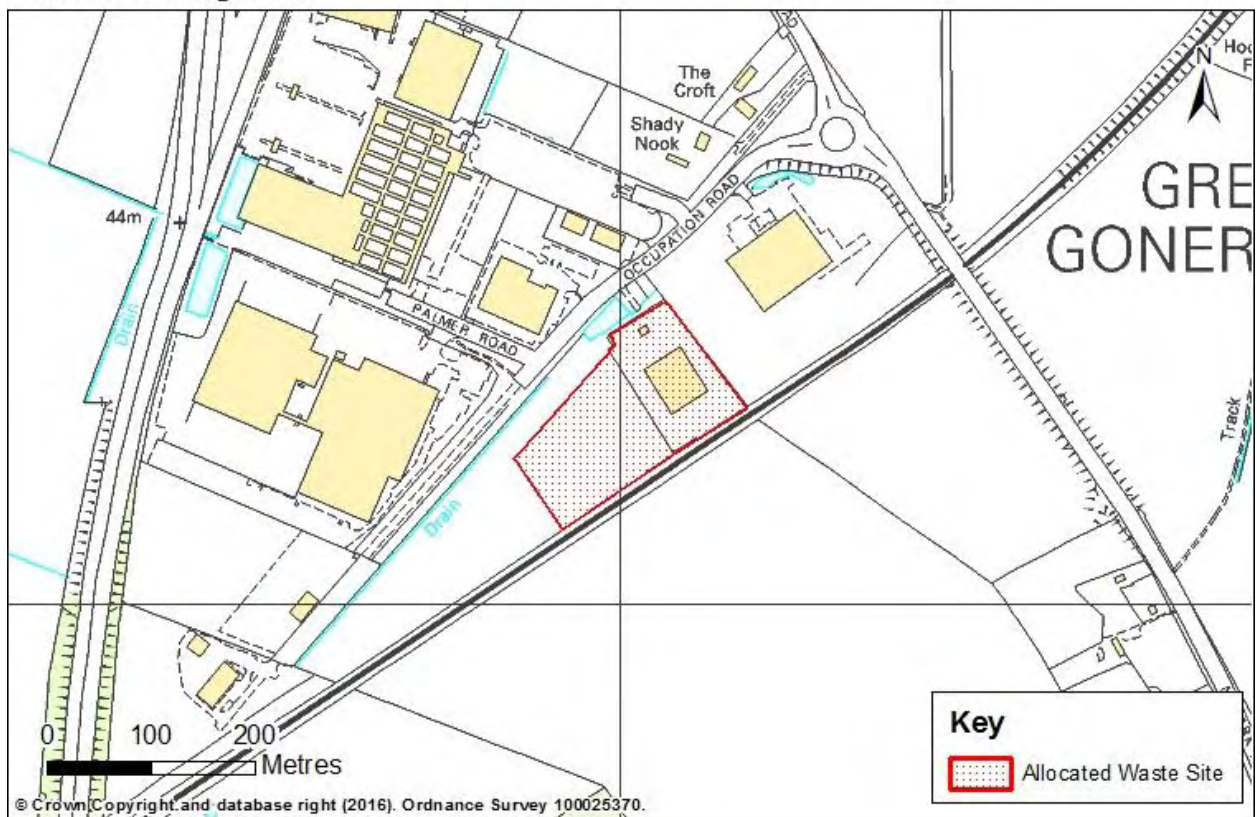 The
Croft
Shady
Nook
N
44m
OCCUPATION ROAD
GRE
GONER
PALMER ROAD
Drain
Drain
Track
0 100 200
Metres
Key
Allocated Waste Site
© Crown Copyright and database right (2016). Ordnance Survey 100025370.